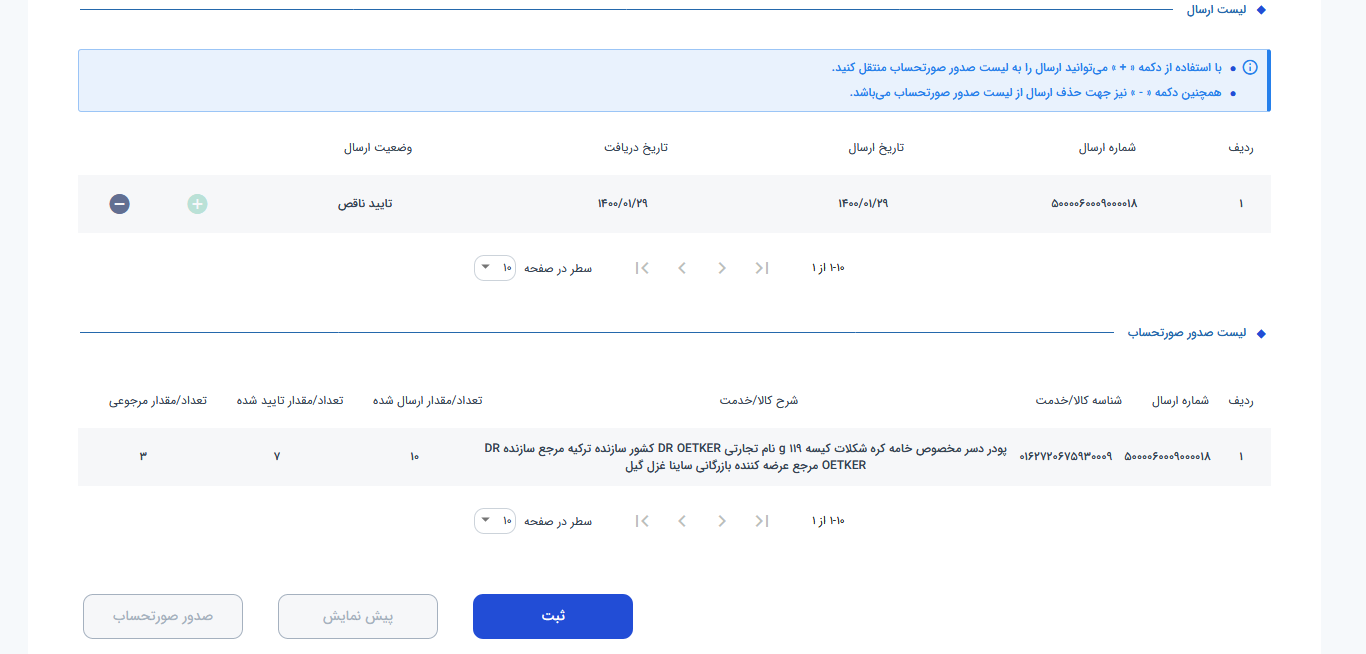 لیست ارسال
با استفاده از دکمه « + » می‌توانید ارسال را به لیست صدور صورتحساب منتقل کنید.
همچنین دکمه « - » نیز جهت حذف ارسال از لیست صدور صورتحساب می‌باشد.
ردیف شماره ارسال تاریخ ارسال تاریخ دریافت وضعیت ارسال
۱ ۵۰۰۰۰۶۰۰۰۹۰۰۰۰۱۸ ۱۴۰۰/۰۱/۲۹ ۱۴۰۰/۰۱/۲۹ تایید ناقص
۱-۱۰ از ۱ سطر در صفحه ۱۰
لیست صدور صورتحساب
ردیف شماره ارسال شناسه کالا/خدمت شرح کالا/خدمت تعداد/مقدار ارسال شده تعداد/مقدار تایید شده تعداد/مقدار مرجوعی
۱ ۵۰۰۰۰۶۰۰۰۹۰۰۰۰۱۸ ۰۱۶۲۷۲۰۶۷۵۹۳۰۰۰۹ پودر دسر مخصوص خامه کره شکلات کیسه ۱۱۹ g نام تجارتی DR OETKER کشور سازنده ترکیه مرجع سازنده DR
OETKER مرجع عرضه کننده بازرگانی ساینا غزل گیل ۱۰ ۷ ۳
۱-۱۰ از ۱ سطر در صفحه ۱۰
ثبت پیش نمایش صدور صورتحساب